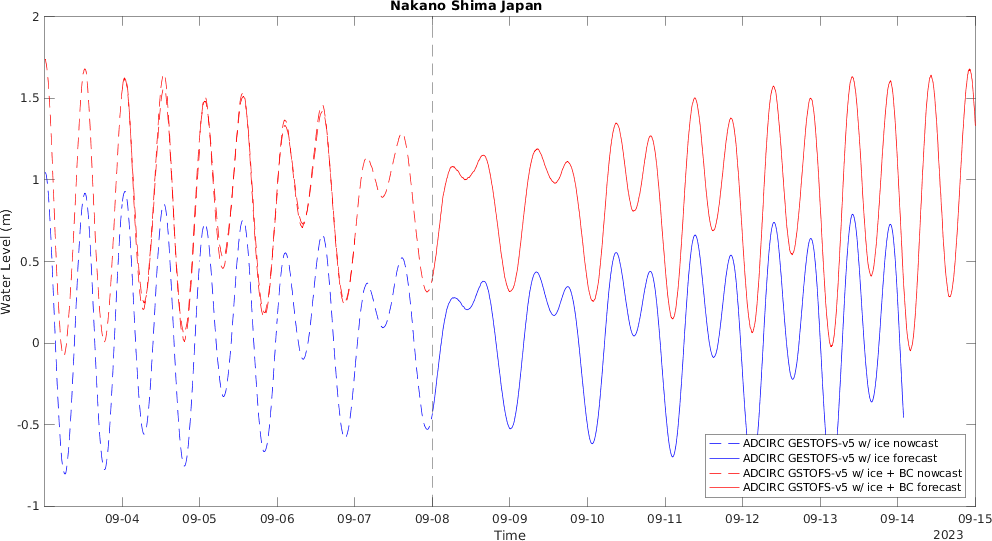 Nakano Shima Japan
Water Level (m)
2
1.5
1
0.5
0
-0.5
-1
ADCIRC GESTOFS-v5 w/ ice nowcast
ADCIRC GESTOFS-v5 w/ ice forecast
ADCIRC GSTOFS-v5 w/ ice + BC nowcast
ADCIRC GSTOFS-v5 w/ ice + BC forecast
09-04 09-05 09-06 09-07 09-08 09-09 09-10 09-11 09-12 09-13 09-14 09-15
Time
2023